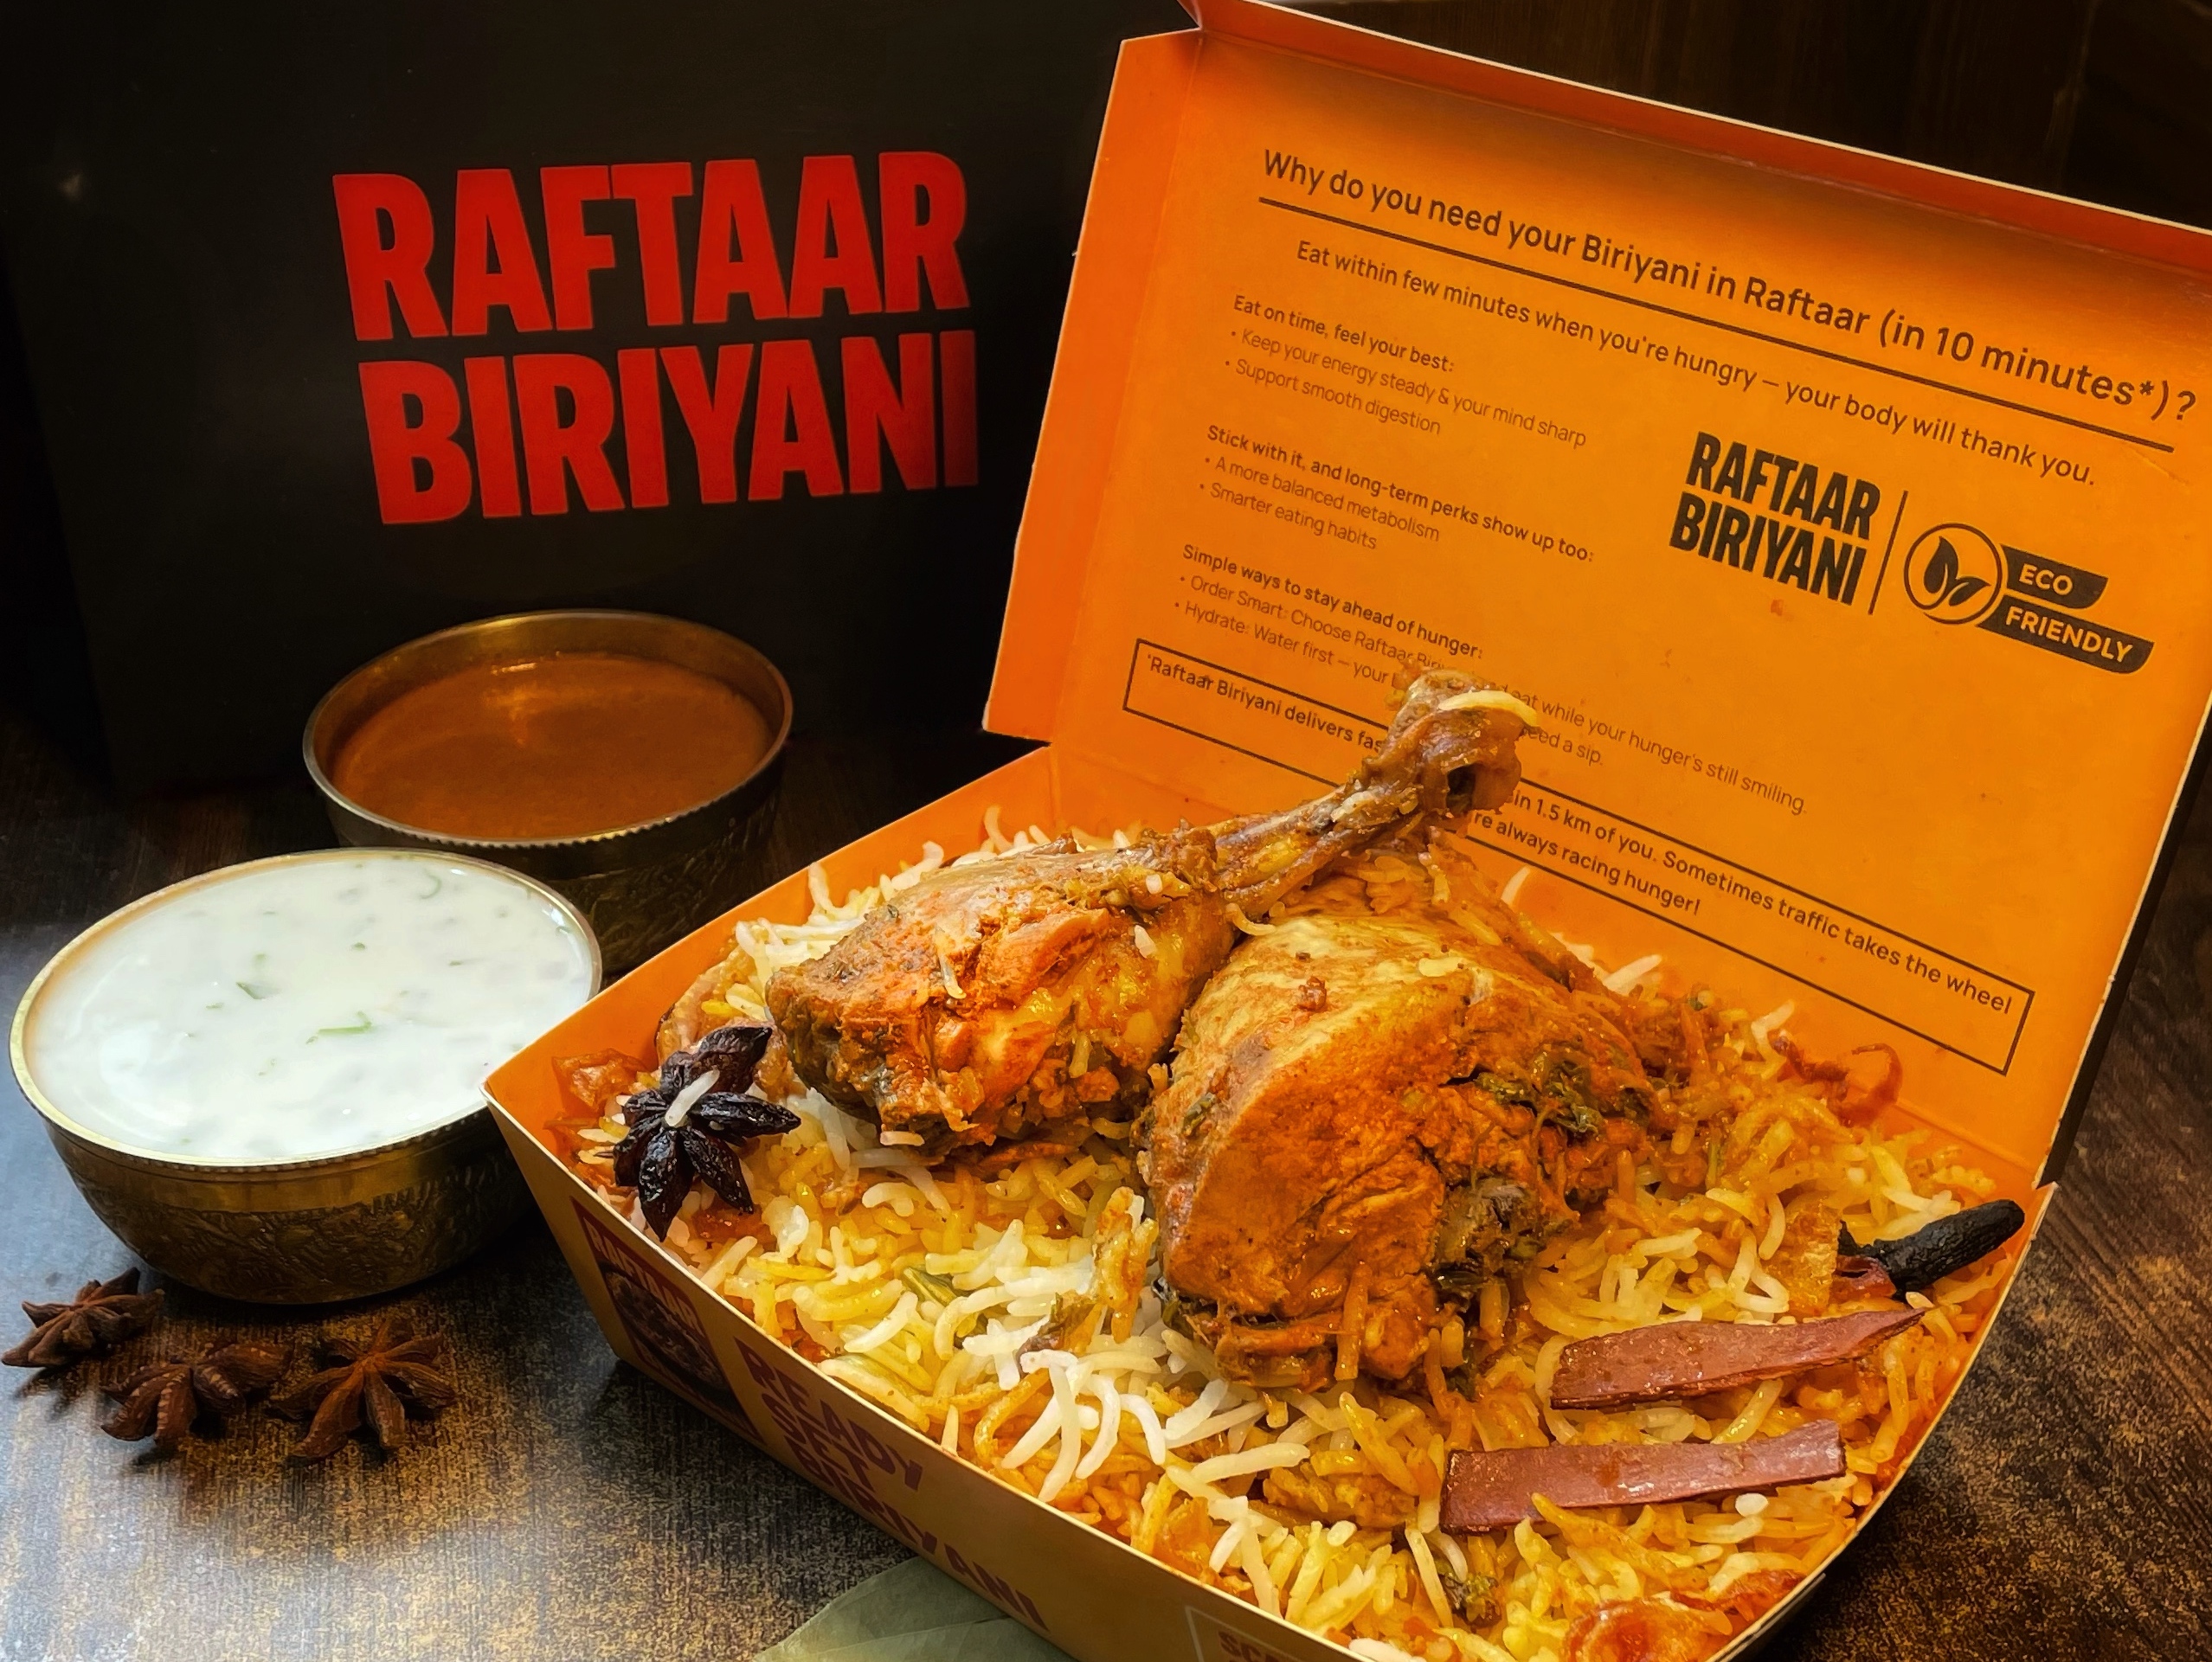 RAFTAAR
BIRIYANI
Why do you need your Biriyani in Raftaar (in 10 minutes*)?
Eat within few minutes when you're hungry – your body will thank you.
Eat on time, feel your best:
• Keep your energy steady & your mind sharp
• Support smooth digestion
Stick with it, and long-term perks show up too:
• A more balanced metabolism
• Smarter eating habits
Simple ways to stay ahead of hunger:
• Order Smart: Choose Raftaar eat while your hunger's still smiling.
• Hydrate: Water first – your a sip.
RAFTAAR
BIRIYANI
ECO
FRIENDLY
*Raftaar Biriyani delivers 1.5 km of you. Sometimes traffic takes the wheel
always racing hunger!
READY
SET
BIRIYANI